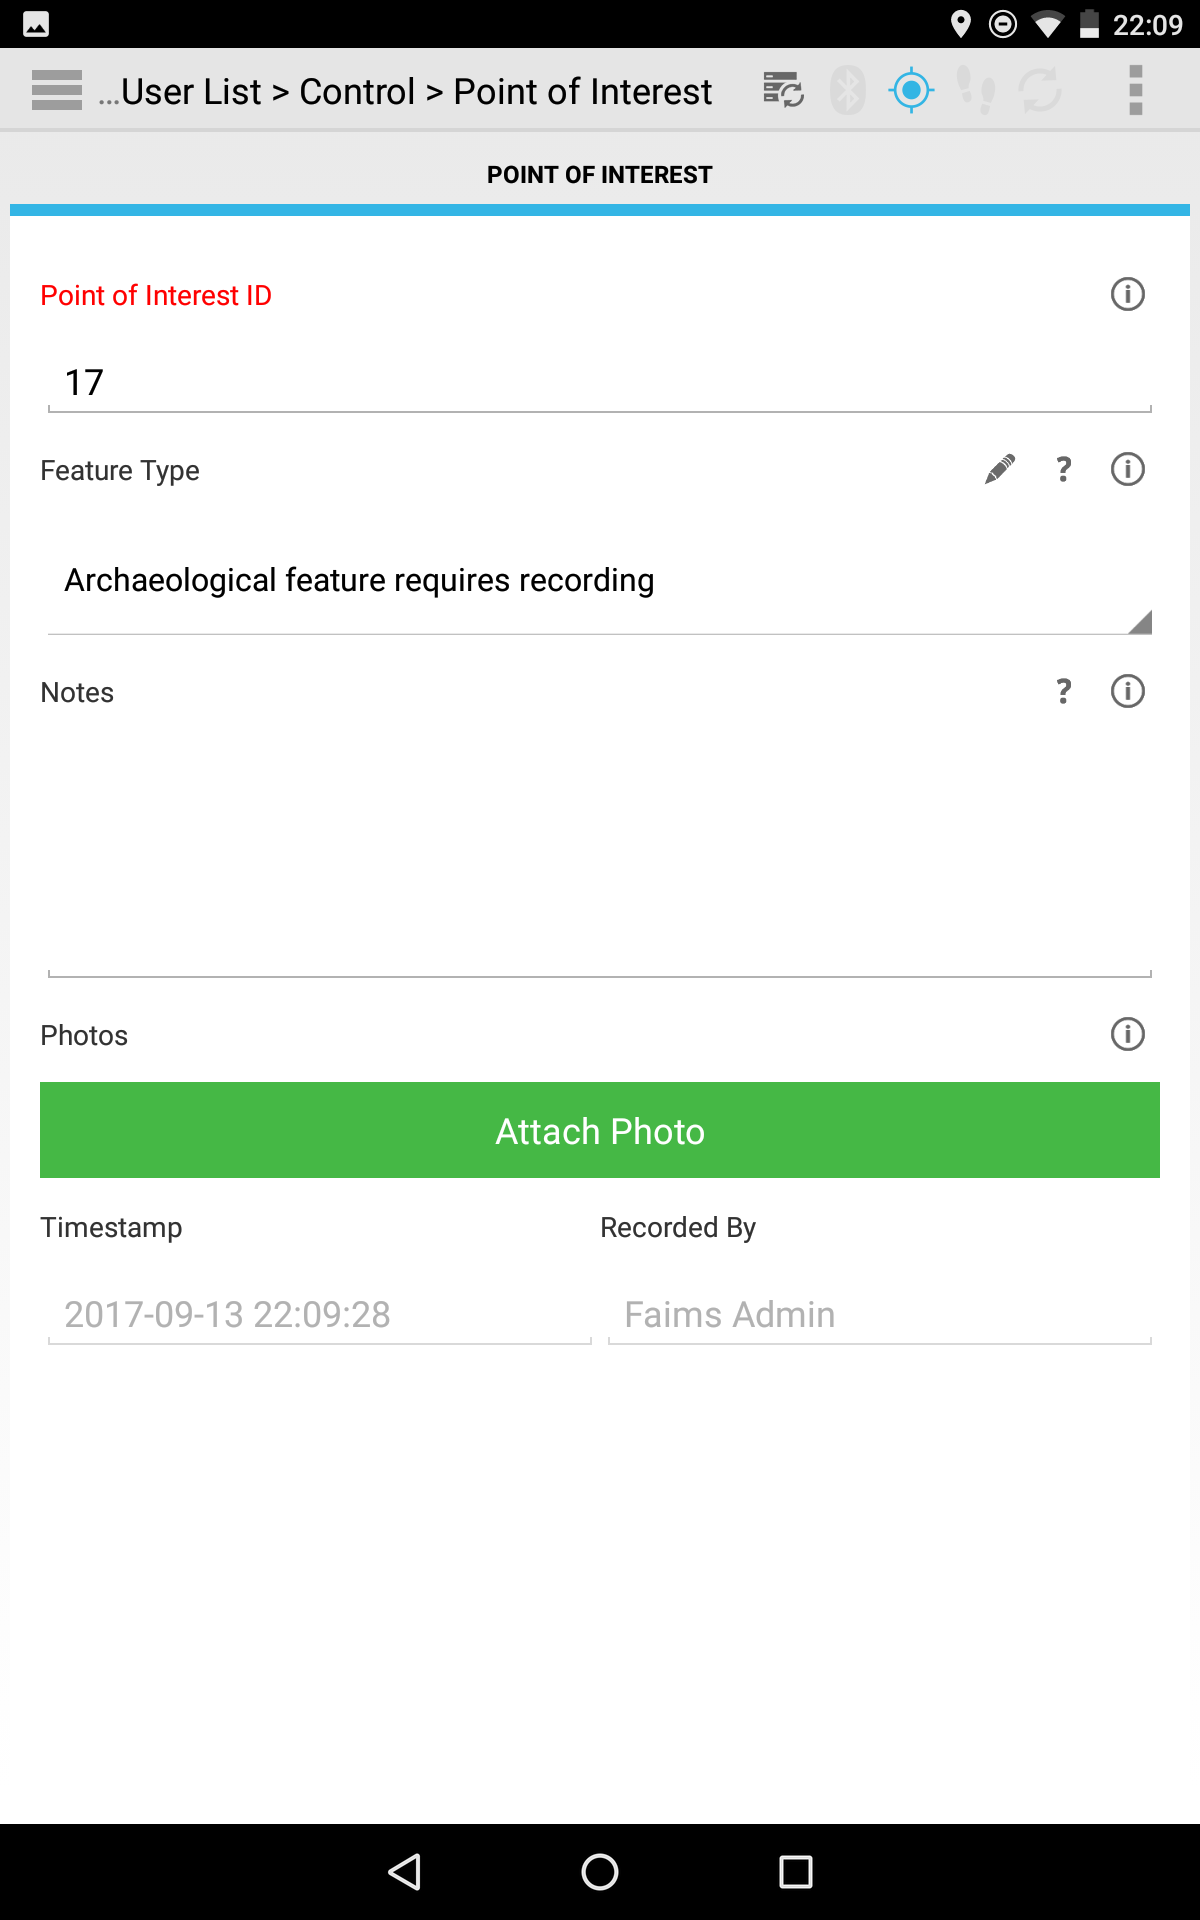 22:09
...User List > Control > Point of Interest
POINT OF INTEREST
Point of Interest ID
17
Feature Type
?
Archaeological feature requires recording
Notes
?
Photos
Attach Photo
Timestamp Recorded By
2017-09-13 22:09:28 Faims Admin